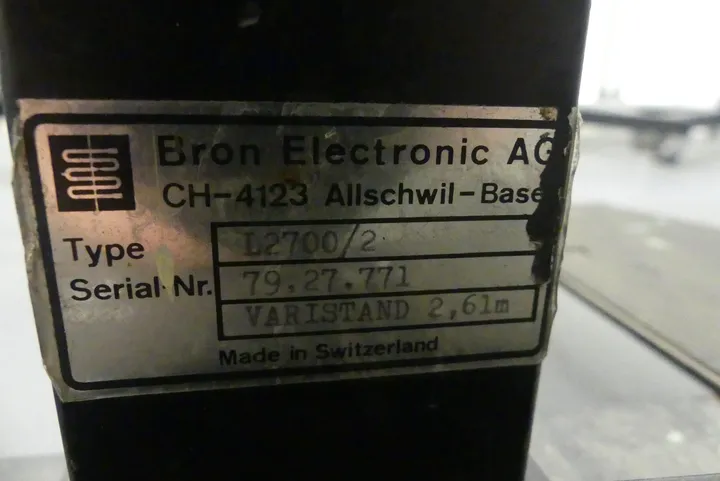 Bron Electronic AG
CH-4123 Allschwil-Base
Type L2700/2
Serial Nr. 79.27.771
VARISTAND 2,61m
Made in Switzerland